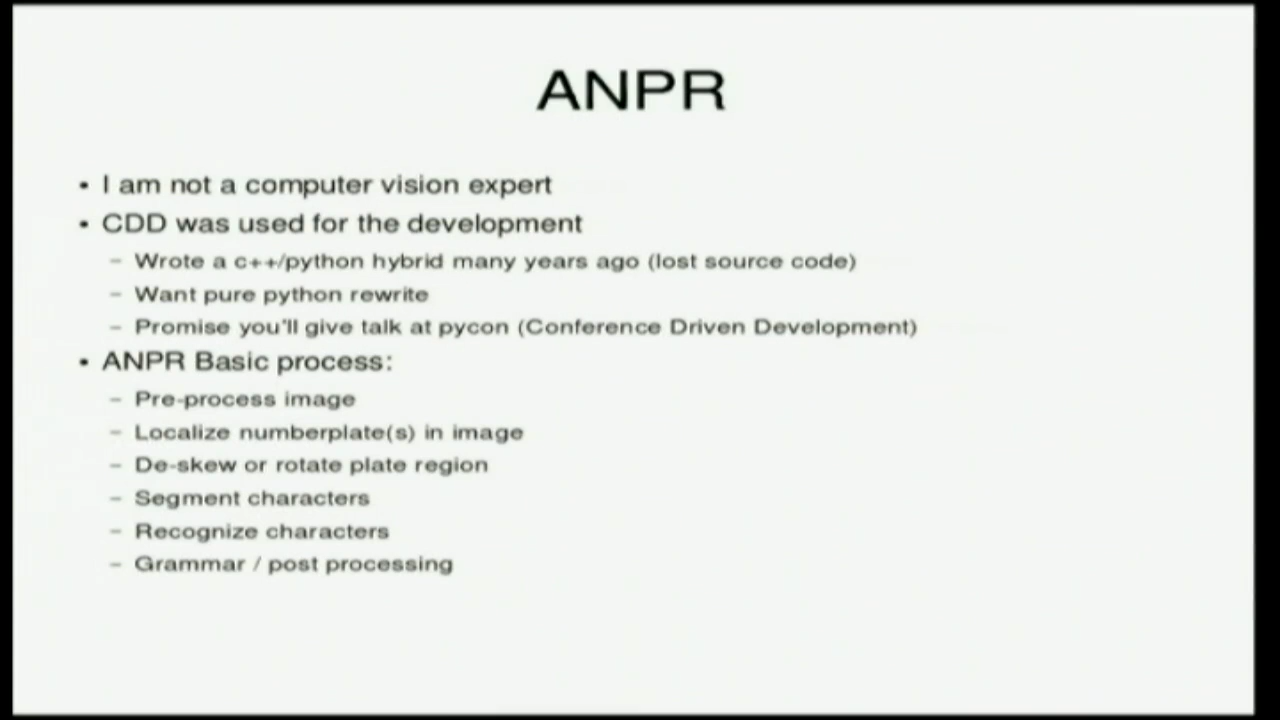 ANPR
• I am not a computer vision expert
• CDD was used for the development
– Wrote a c++/python hybrid many years ago (lost source code)
– Want pure python rewrite
– Promise you'll give talk at pycon (Conference Driven Development)
• ANPR Basic process:
– Pre-process image
– Localize numberplate(s) in image
– De-skew or rotate plate region
– Segment characters
– Recognize characters
– Grammar / post processing